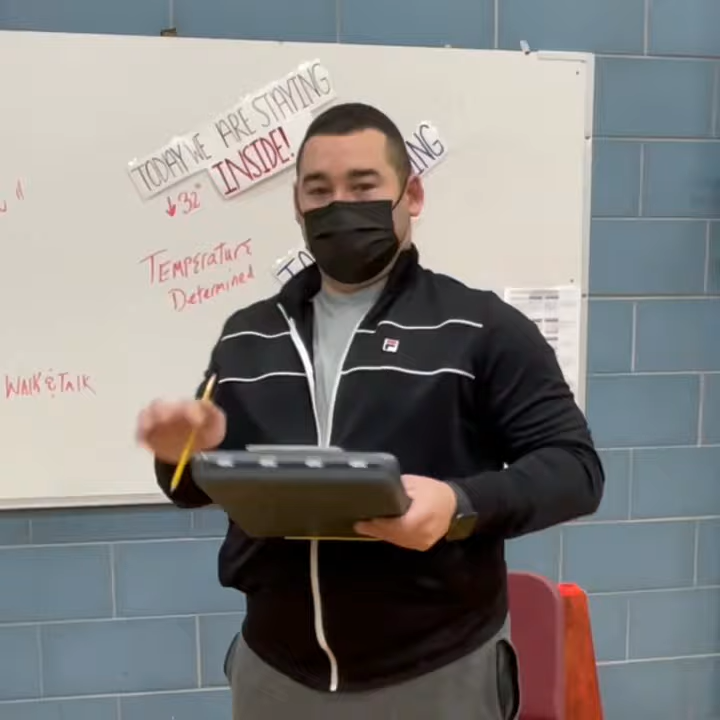 TODAY WE ARE STAYING
INSIDE!
↓32°
TEMPERATURE
Determined
WALK & TALK